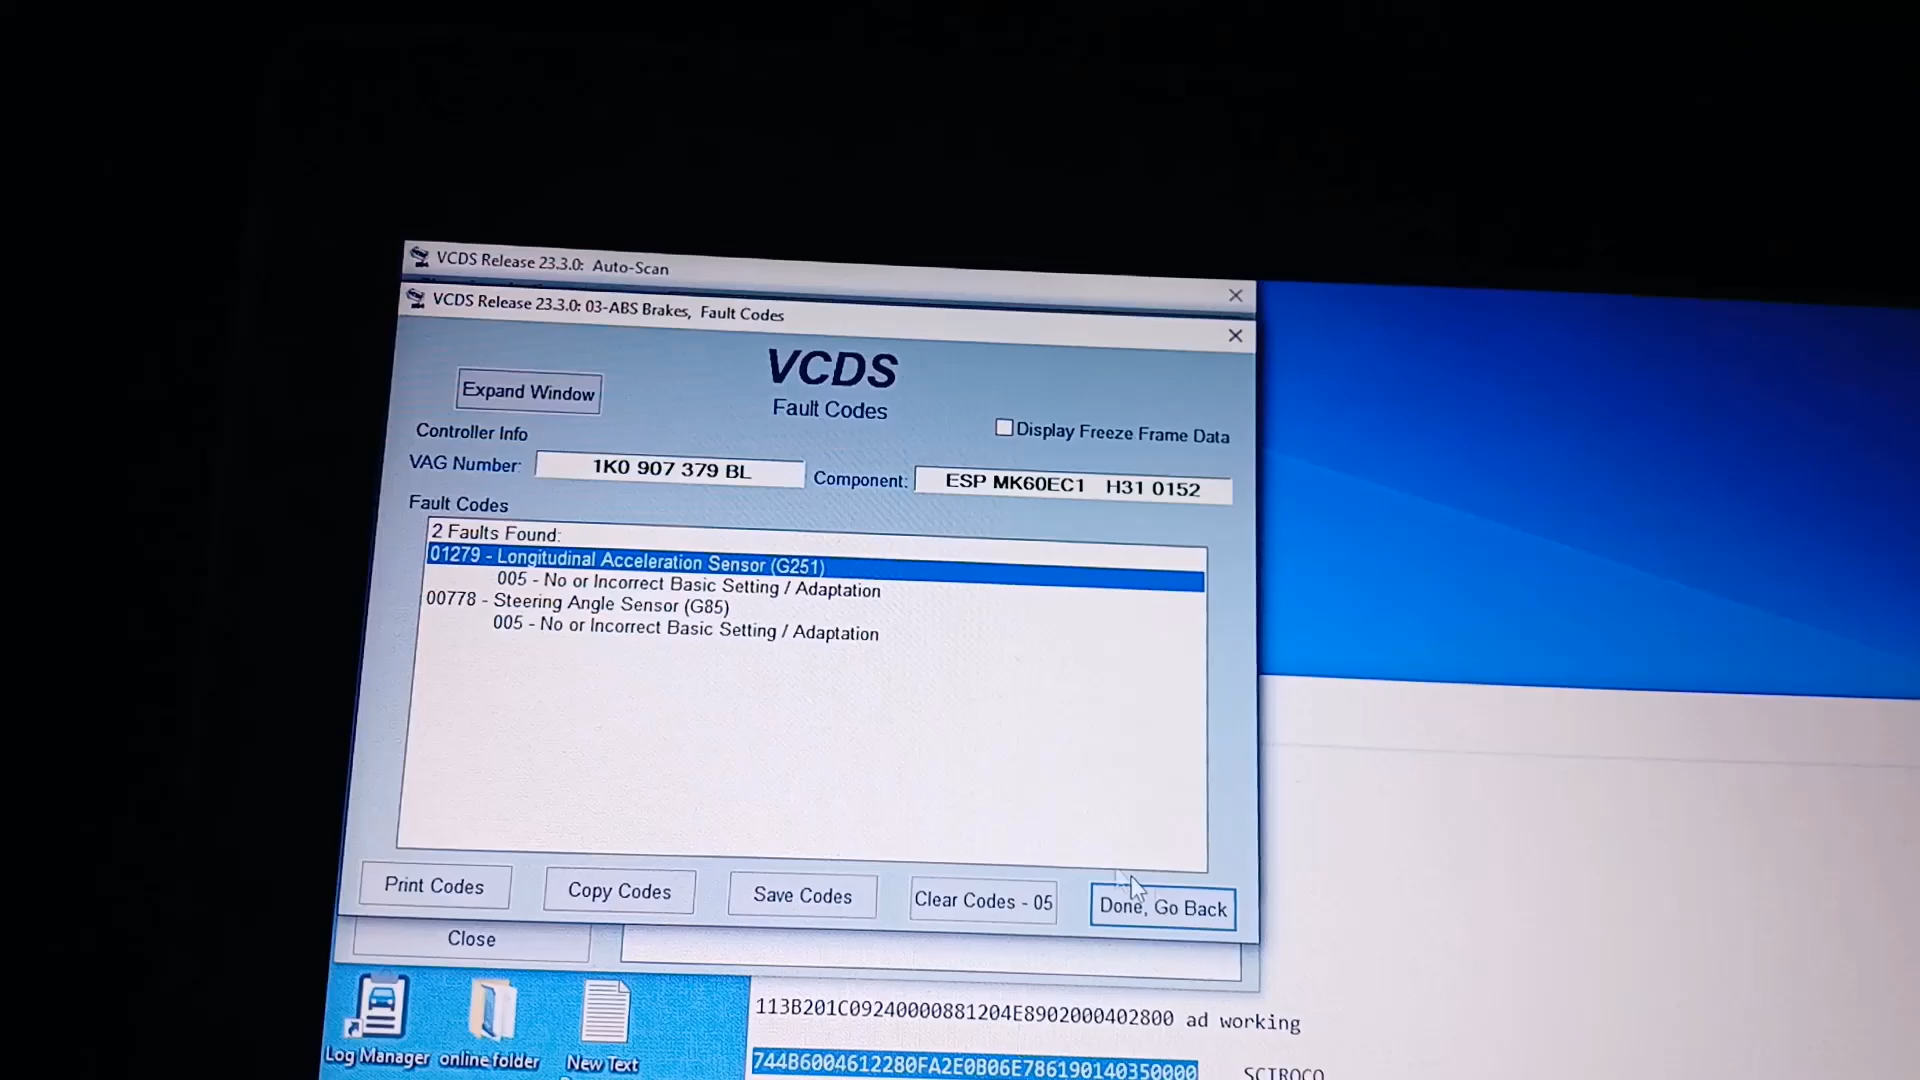 VCDS Release 23.3.0: Auto-Scan
VCDS Release 23.3.0: 03-ABS Brakes, Fault Codes
VCDS
Expand Window
Fault Codes
Display Freeze Frame Data
Controller Info
VAG Number:
1K0 907 379 BL
Component:
ESP MK60EC1 H31 0152
Fault Codes
2 Faults Found:
01279 - Longitudinal Acceleration Sensor (G251)
005 - No or Incorrect Basic Setting / Adaptation
00778 - Steering Angle Sensor (G85)
005 - No or Incorrect Basic Setting / Adaptation
Print Codes
Copy Codes
Save Codes
Clear Codes - 05
Done, Go Back
Close
113B201C09240000881204E8902000402800 ad working
744B6004612280FA2E0B06E786190140350000 SCIROCO
Log Manager
online folder
New Text